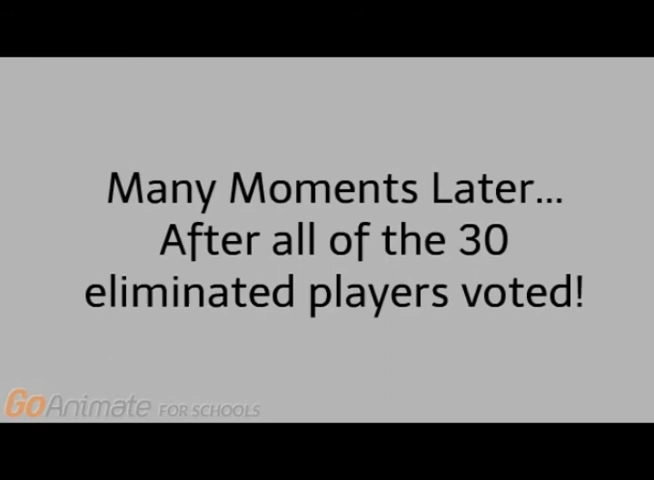 Many Moments Later...
After all of the 30
eliminated players voted!
GoAnimate FOR SCHOOLS